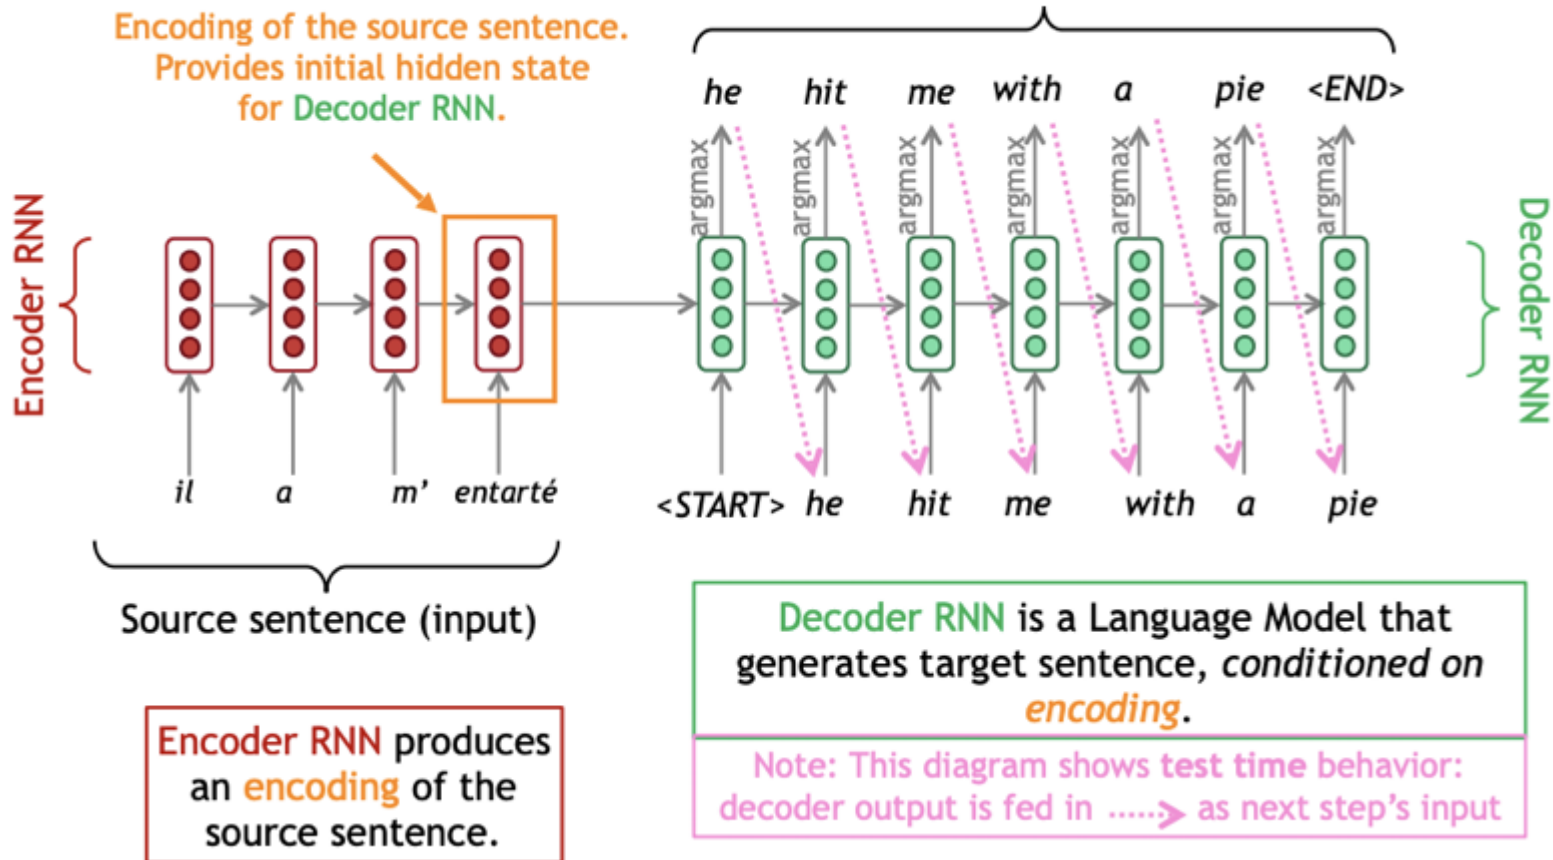 Encoding of the source sentence.
Provides initial hidden state
for Decoder RNN.
he hit me with a pie <END>
argmax argmax argmax argmax argmax argmax argmax
Encoder RNN
Decoder RNN
il a m’ entarté
<START> he hit me with a pie
Source sentence (input)
Encoder RNN produces
an encoding of the
source sentence.
Decoder RNN is a Language Model that
generates target sentence, conditioned on
encoding.
Note: This diagram shows test time behavior:
decoder output is fed in as next step’s input